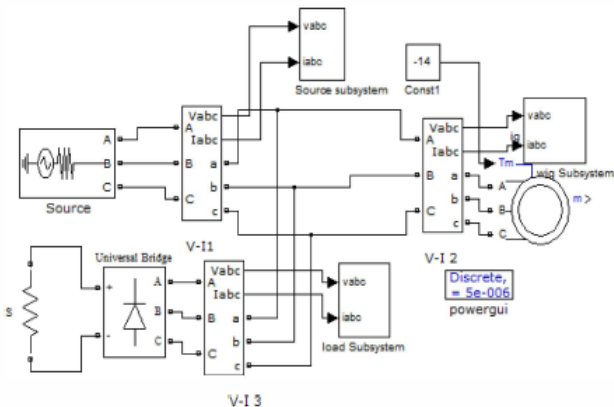 vabc
iabc
Source subsystem
-14
Const1
Vabc
Iabc
A
B
C
a
b
c
A
B
C
Source
V-I1
Vabc
Iabc
A
B
C
a
b
c
V-I 2
vabc
ig
iabc
wig Subsystem
Tm
A
B
C
m >
Discrete,
= 5e-006
powergui
S
Universal Bridge
+
-
A
B
C
Vabc
Iabc
A
B
C
a
b
c
vabc
iabc
load Subsystem
V-I 3